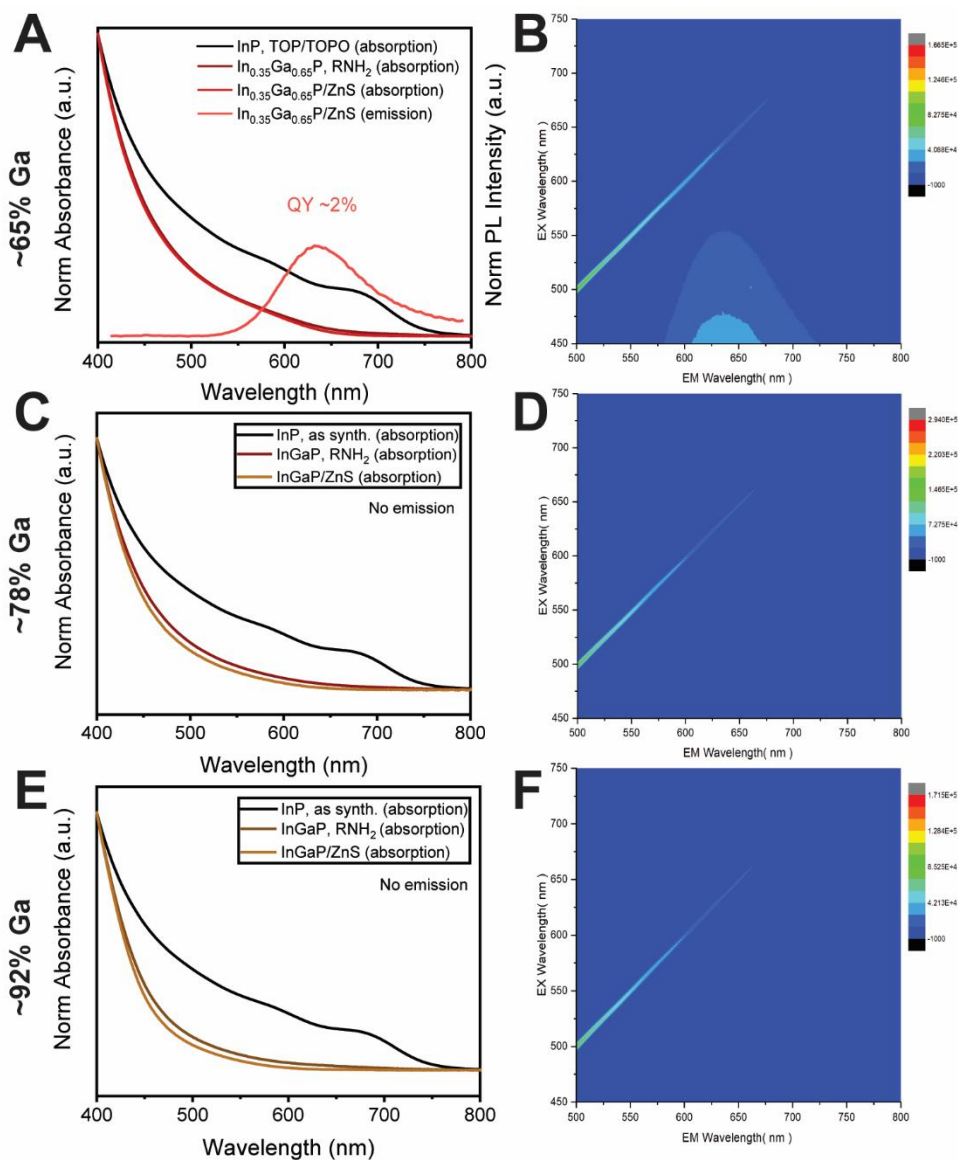 A
~65% Ga
Norm Absorbance (a.u.)
InP, TOP/TOPO (absorption)
In0.35Ga0.65P, RNH2 (absorption)
In0.35Ga0.65P/ZnS (absorption)
In0.35Ga0.65P/ZnS (emission)
QY ~2%
400 500 600 700 800
Wavelength (nm)
Norm PL Intensity (a.u.)
B
EX Wavelength( nm )
750
700
650
600
550
500
450
500 550 600 650 700 750 800
EM Wavelength( nm )
1.665E+5
1.246E+5
8.275E+4
4.088E+4
-1000
C
~78% Ga
Norm Absorbance (a.u.)
InP, as synth. (absorption)
InGaP, RNH2 (absorption)
InGaP/ZnS (absorption)
No emission
400 500 600 700 800
Wavelength (nm)
D
EX Wavelength( nm )
750
700
650
600
550
500
450
500 550 600 650 700 750 800
EM Wavelength( nm )
2.940E+5
2.203E+5
1.465E+5
7.275E+4
-1000
E
~92% Ga
Norm Absorbance (a.u.)
InP, as synth. (absorption)
InGaP, RNH2 (absorption)
InGaP/ZnS (absorption)
No emission
400 500 600 700 800
Wavelength (nm)
F
EX Wavelength( nm )
750
700
650
600
550
500
450
500 550 600 650 700 750 800
EM Wavelength( nm )
1.715E+5
1.284E+5
8.525E+4
4.213E+4
-1000